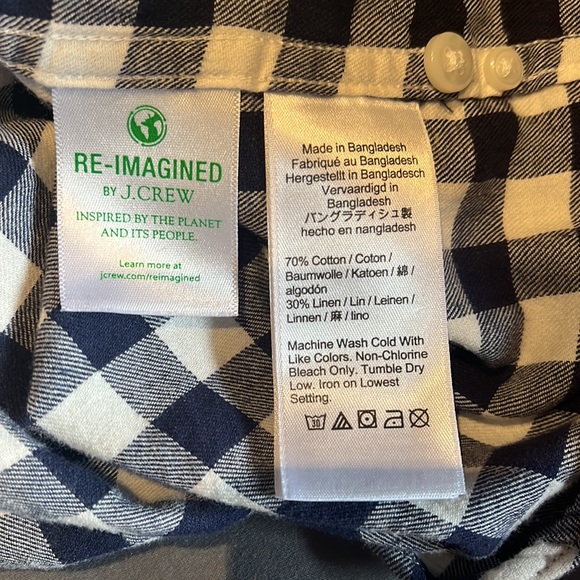 RE-IMAGINED
BY J.CREW
INSPIRED BY THE PLANET
AND ITS PEOPLE.
Learn more at
jcrew.com/reimagined
Made in Bangladesh
Fabriqué au Bangladesh
Hergestellt in Bangladesch
Vervaardigd in
Bangladesh
バングラディシュ製
hecho en nangladesh
70% Cotton / Coton /
Baumwolle / Katoen / 綿 /
algodón
30% Linen / Lin / Leinen /
Linnen / 麻 / lino
Machine Wash Cold With
Like Colors. Non-Chlorine
Bleach Only. Tumble Dry
Low. Iron on Lowest
Setting.
30